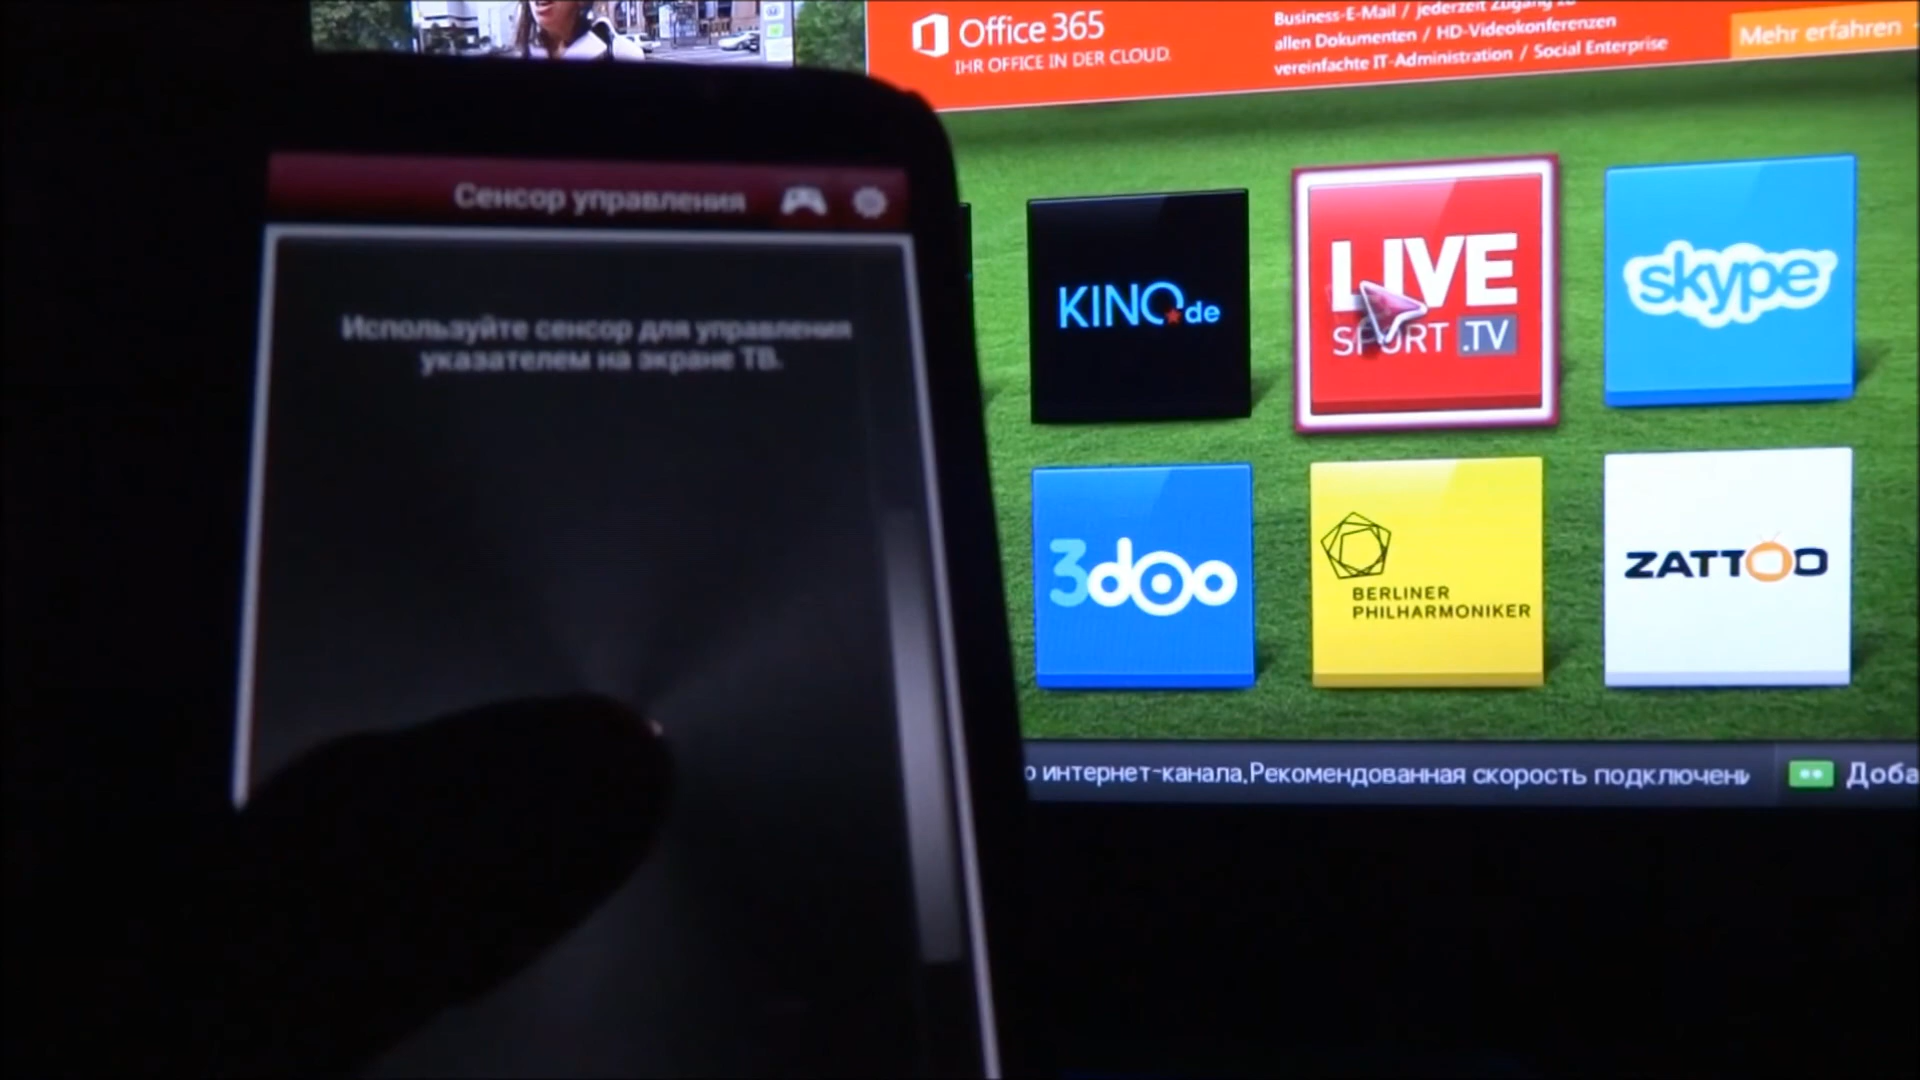 Office 365
IHR OFFICE IN DER CLOUD.
Business-E-Mail / jederzeit Zugang
allen Dokumenten / HD-Videokonferenzen
vereinfachte IT-Administration / Social Enterprise
Mehr erfahren
Сенсор управления
Используйте сенсор для управления
указателем на экране ТВ.
KINO.de
LIVE
SPORT.TV
skype
3doo
BERLINER
PHILHARMONIKER
ZATTOO
о интернет-канала,Рекомендованная скорость подключени
Доба